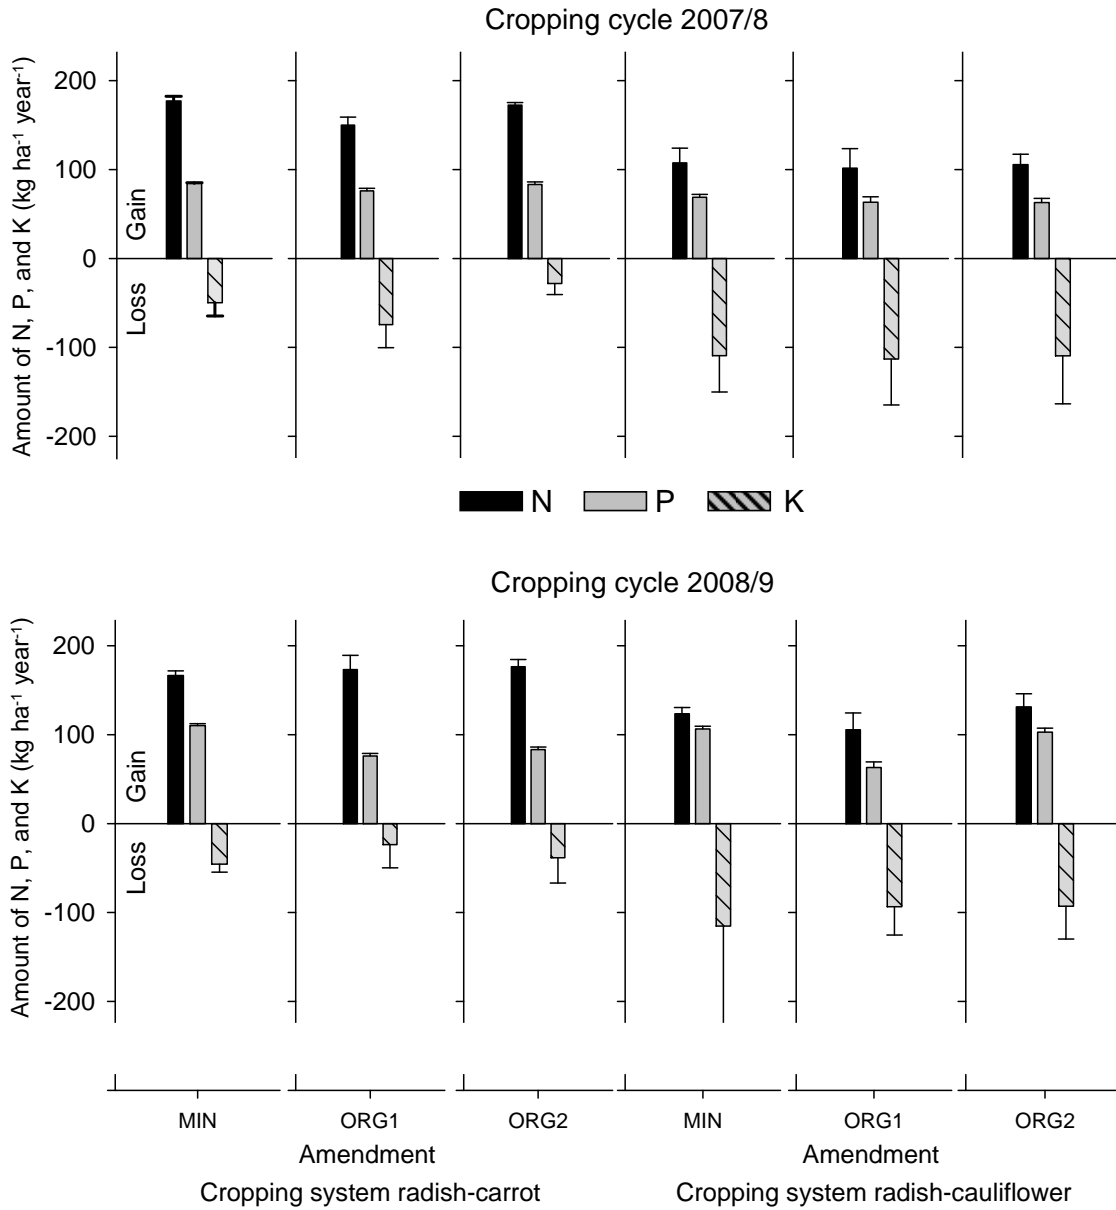 Cropping cycle 2007/8
Amount of N, P, and K (kg ha⁻¹ year⁻¹)
Gain
Loss
200
100
0
-100
-200
N P K
Cropping cycle 2008/9
Amount of N, P, and K (kg ha⁻¹ year⁻¹)
Gain
Loss
200
100
0
-100
-200
MIN ORG1 ORG2 MIN ORG1 ORG2
Amendment Amendment
Cropping system radish-carrot Cropping system radish-cauliflower